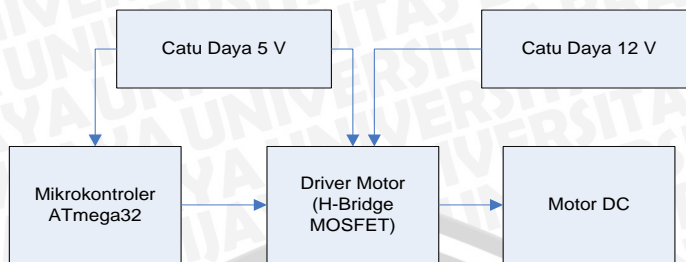 Catu Daya 5 V
Catu Daya 12 V
Mikrokontroler
ATmega32
Driver Motor
(H-Bridge
MOSFET)
Motor DC